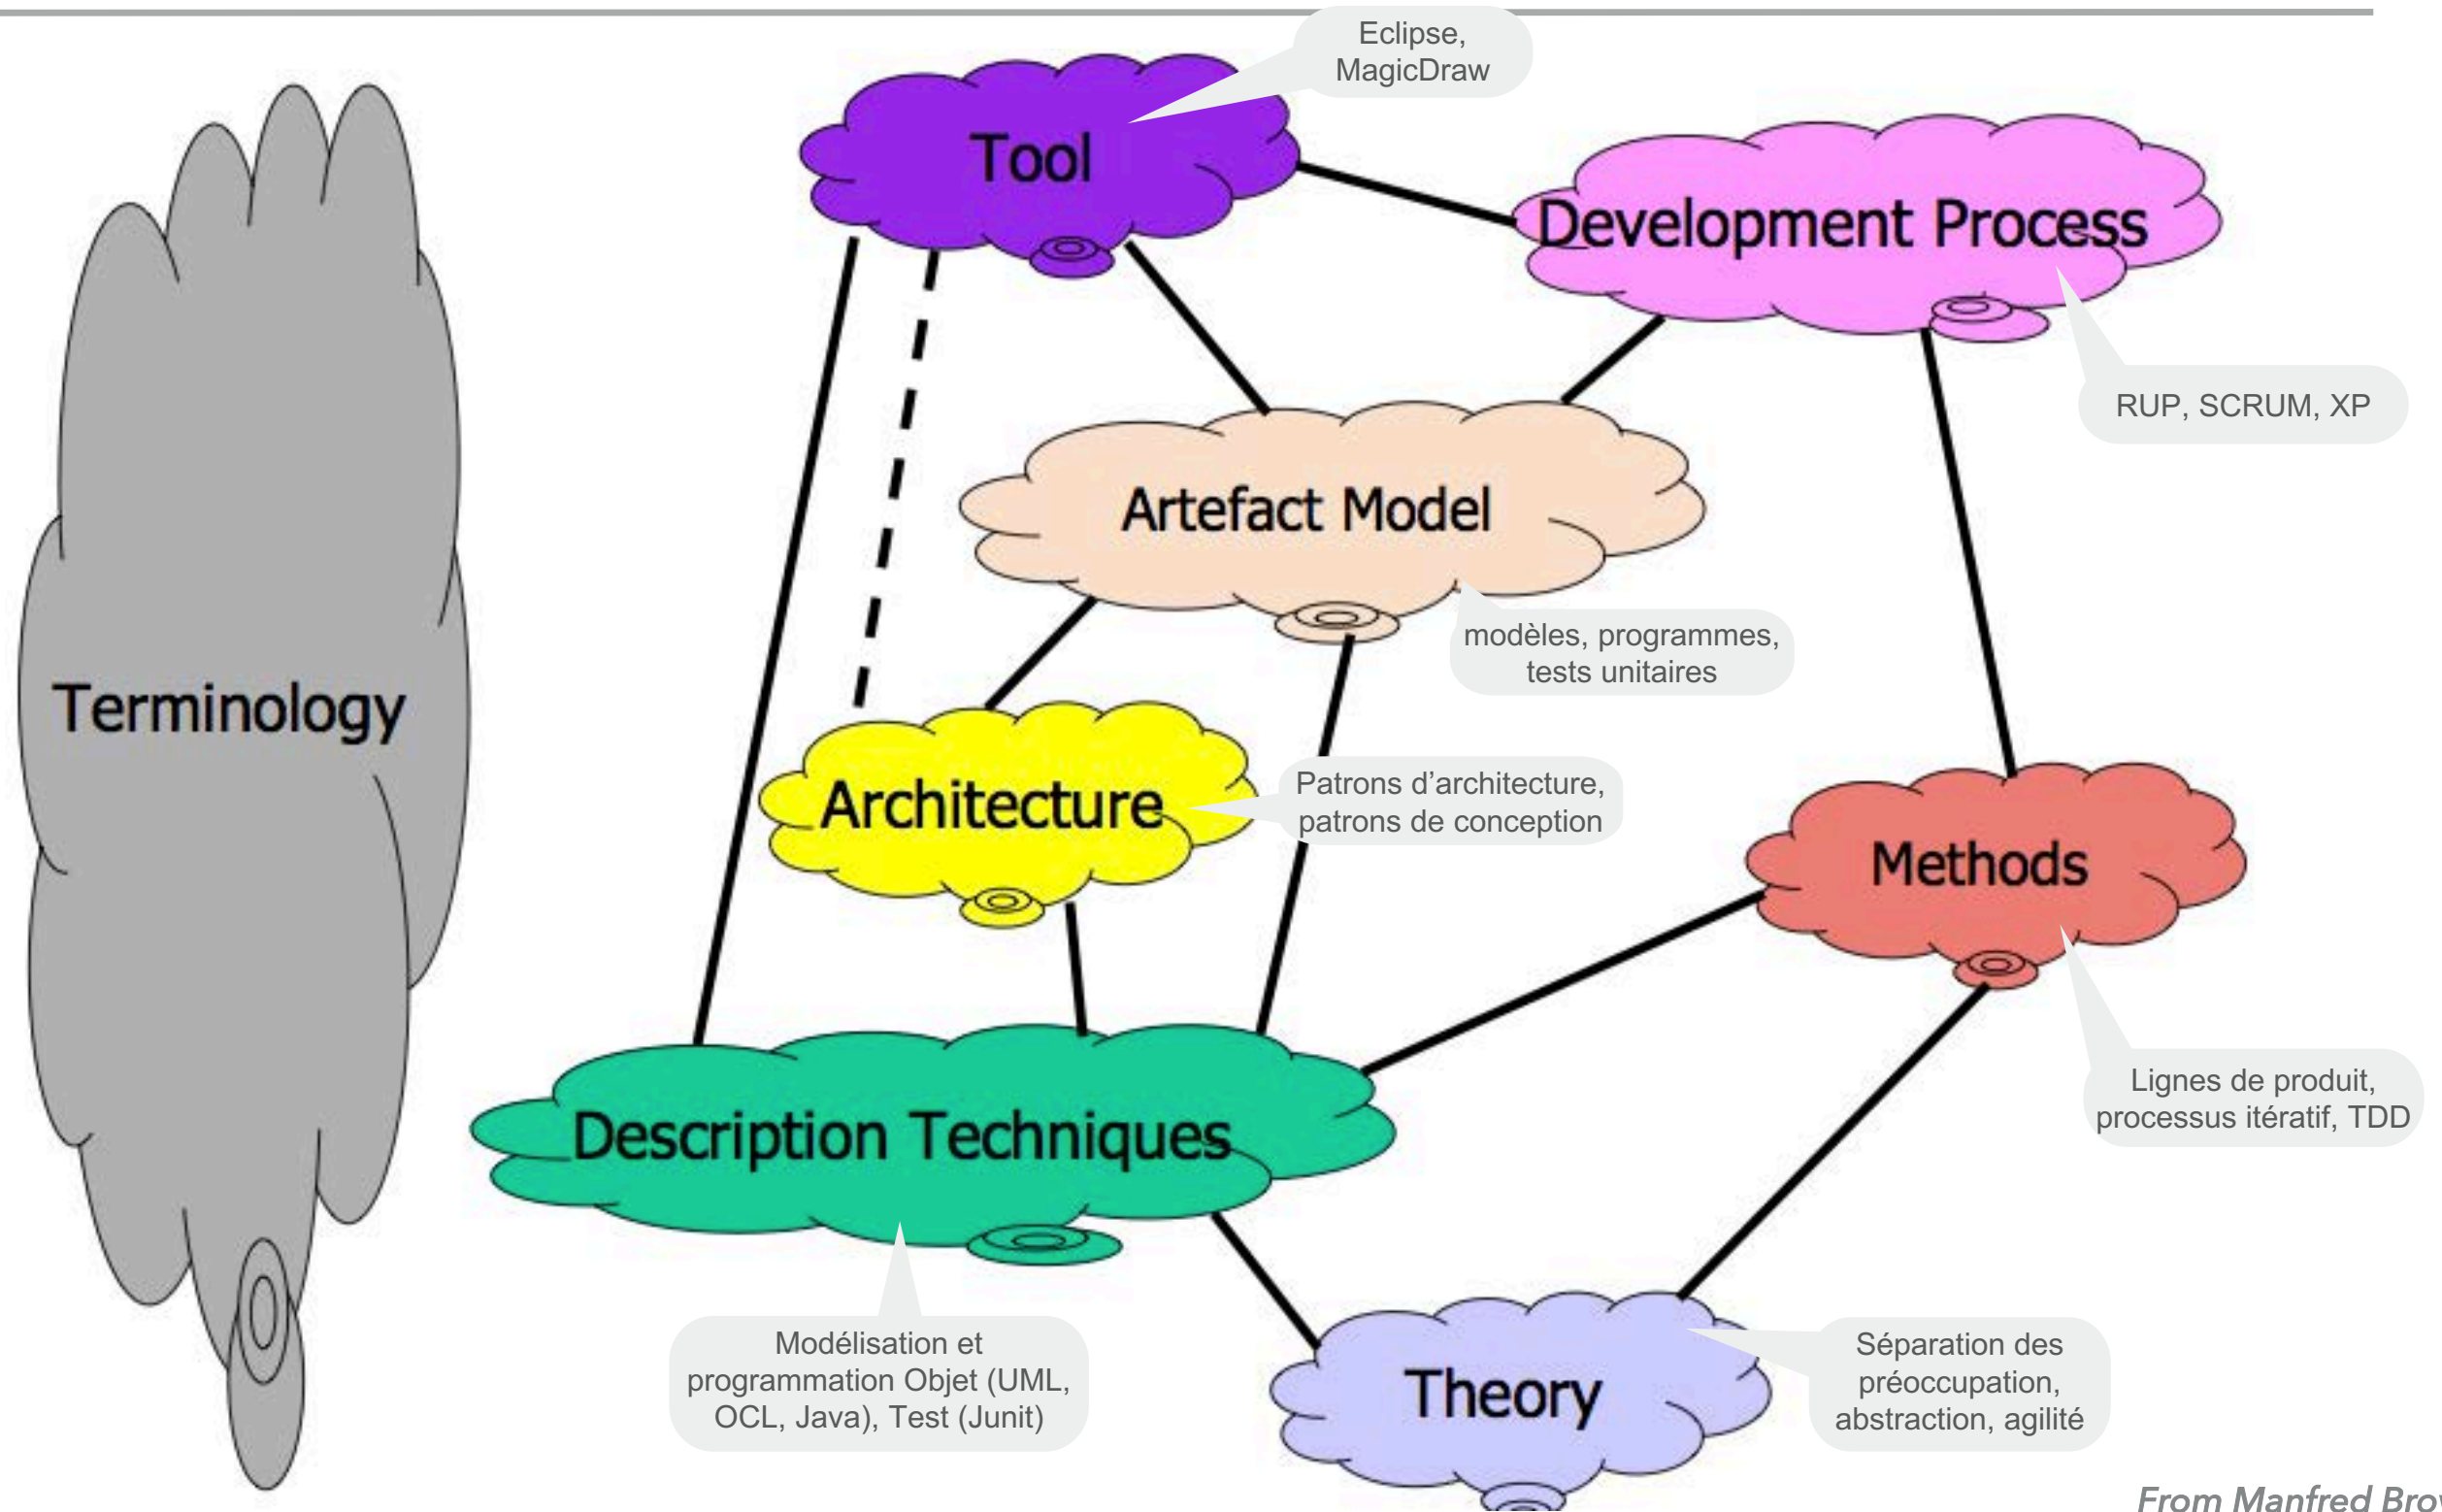 Eclipse,
MagicDraw
Tool
Development Process
RUP, SCRUM, XP
Artefact Model
modèles, programmes,
tests unitaires
Terminology
Architecture
Patrons d’architecture,
patrons de conception
Methods
Lignes de produit,
processus itératif, TDD
Description Techniques
Modélisation et
programmation Objet (UML,
OCL, Java), Test (Junit)
Theory
Séparation des
préoccupation,
abstraction, agilité
From Manfred